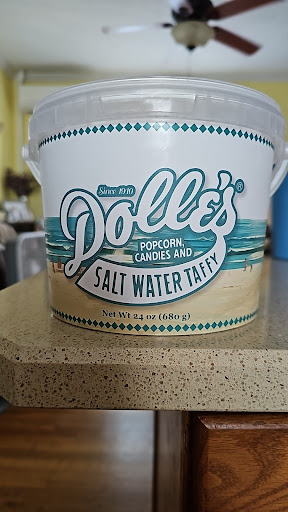 Since 1910
Dolle's®
POPCORN,
CANDIES AND
SALT WATER TAFFY
Net Wt 24 oz (680 g)